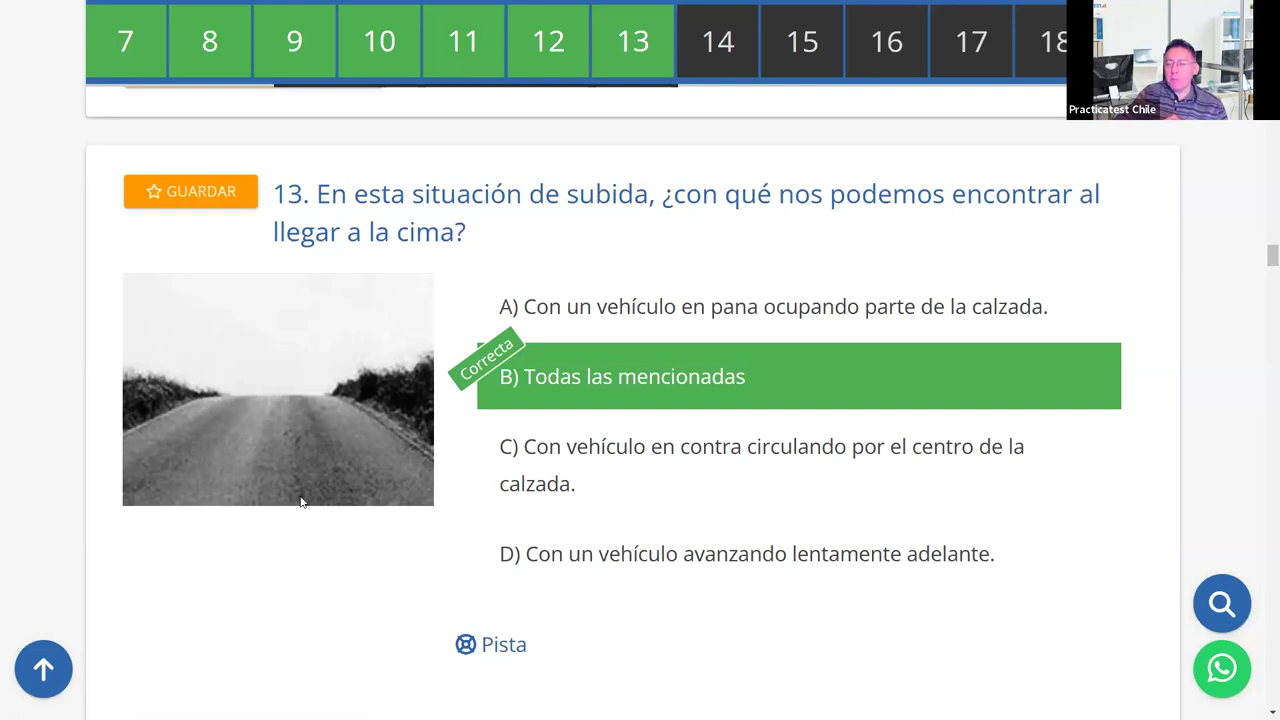 7 8 9 10 11 12 13 14 15 16 17 18
Practicatest Chile
GUARDAR
13. En esta situación de subida, ¿con qué nos podemos encontrar al
llegar a la cima?
A) Con un vehículo en pana ocupando parte de la calzada.
Correcta
B) Todas las mencionadas
C) Con vehículo en contra circulando por el centro de la
calzada.
D) Con un vehículo avanzando lentamente adelante.
Pista